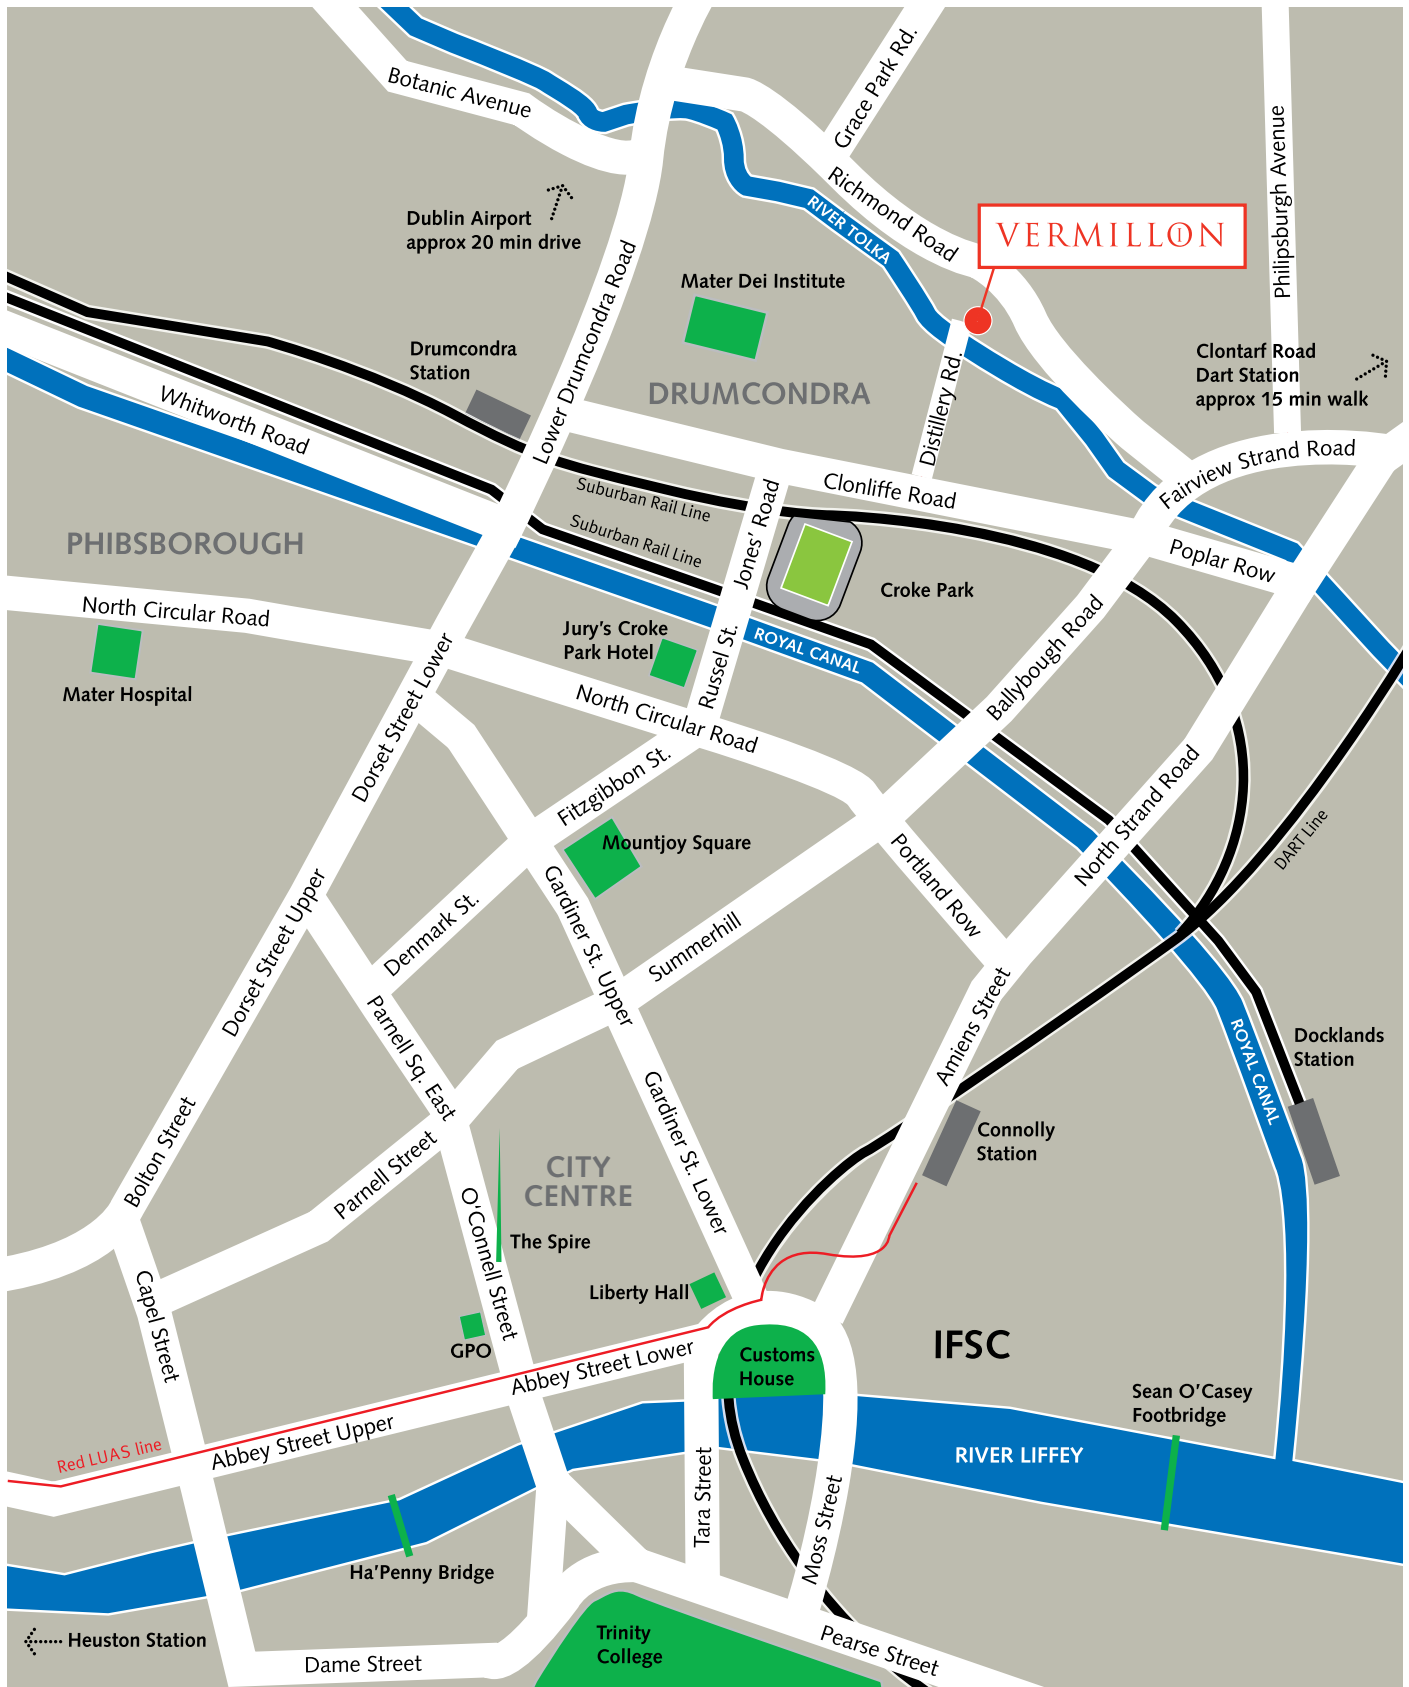 Grace Park Rd.
Botanic Avenue
Philipsburgh Avenue
Richmond Road
RIVER TOLKA
Dublin Airport
approx 20 min drive
VERMILLON
Mater Dei Institute
Lower Drumcondra Road
Drumcondra
Station
DRUMCONDRA
Clontarf Road
Dart Station
approx 15 min walk
Whitworth Road
Distillery Rd.
Fairview Strand Road
Clonliffe Road
Suburban Rail Line
Suburban Rail Line
Jones' Road
PHIBSBOROUGH
Poplar Row
Croke Park
North Circular Road
Jury's Croke
Park Hotel
ROYAL CANAL
Ballybough Road
Russel St.
Mater Hospital
Dorset Street Lower
North Circular Road
Fitzgibbon St.
North Strand Road
DART Line
Mountjoy Square
Portland Row
Gardiner St. Upper
Denmark St.
Summerhill
Dorset Street Upper
Parnell Sq. East
Amiens Street
ROYAL CANAL
Docklands
Station
Gardiner St. Lower
Bolton Street
Connolly
Station
Parnell Street
CITY
CENTRE
O'Connell Street
The Spire
Capel Street
Liberty Hall
GPO
IFSC
Customs
House
Abbey Street Lower
Sean O'Casey
Footbridge
Abbey Street Upper
Red LUAS line
RIVER LIFFEY
Tara Street
Moss Street
Ha'Penny Bridge
Heuston Station
Trinity
College
Pearse Street
Dame Street